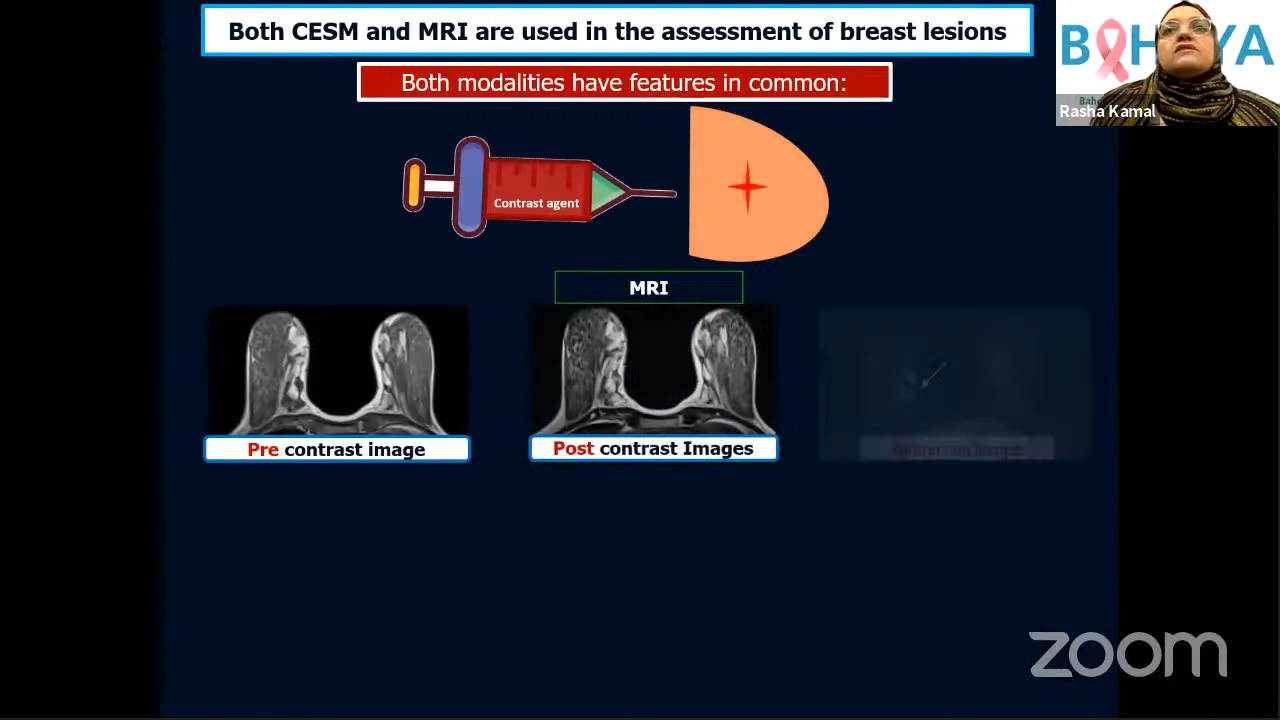 Both CESM and MRI are used in the assessment of breast lesions
Both modalities have features in common:
Rasha Kamal
Contrast agent
MRI
Pre contrast image
Post contrast Images
zoom